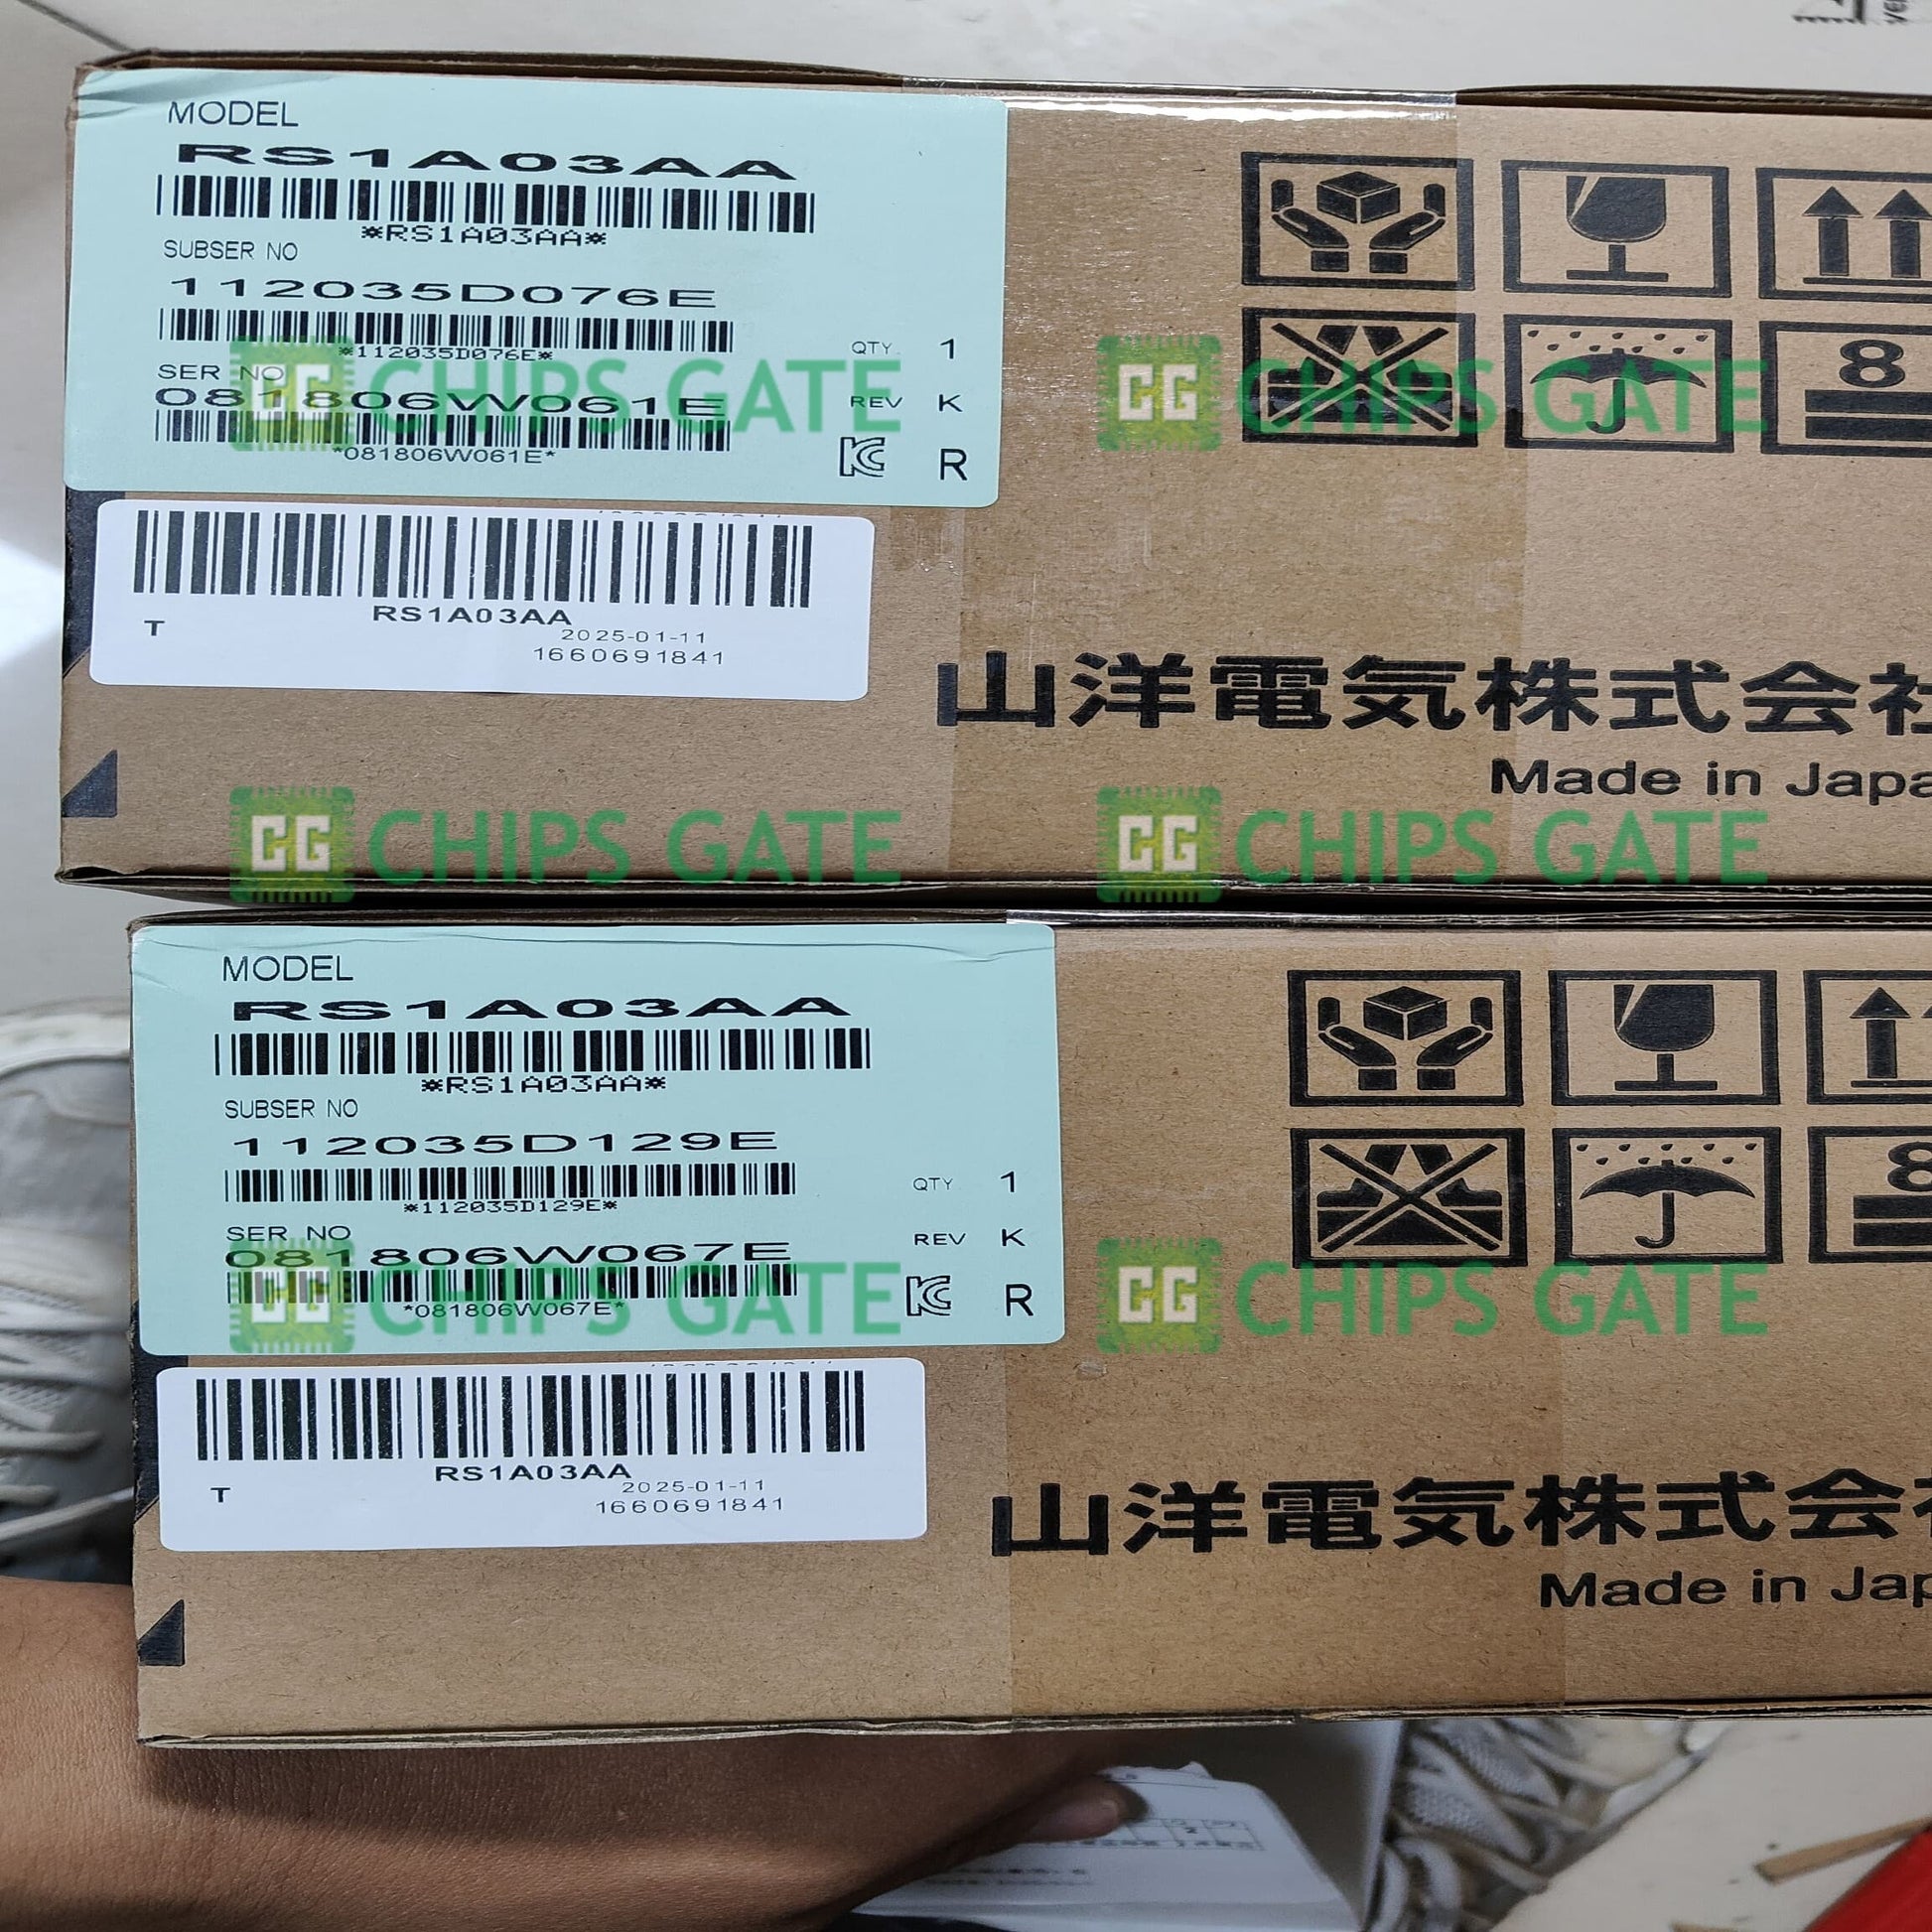 MODEL
RS1A03AA
*RS1A03AA*
SUBSER NO
112035D076E
*112035D076E*
QTY 1
SER NO
081806W061E
REV K
*081806W061E*
R
RS1A03AA
T
2025-01-11
1660691841
8
山洋電気株式会社
Made in Japa
MODEL
RS1A03AA
*RS1A03AA*
SUBSER NO
112035D129E
*112035D129E*
QTY 1
SER NO
081806W067E
REV K
*081806W067E*
R
RS1A03AA
T
2025-01-11
1660691841
8
山洋電気株式会
Made in Jap
CG CHIPS GATE
CG CHIPS GATE
CG CHIPS GATE
CG CHIPS GATE
CG CHIPS GATE
CG CHIPS GATE